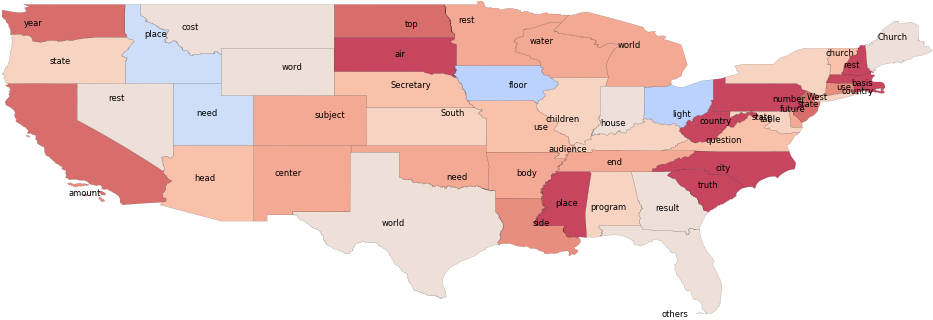 year
state
place
cost
word
rest
need
head
amount
top
air
Secretary
subject
center
South
need
world
rest
water
world
floor
use
children
house
light
audience
end
body
side
place
program
result
others
truth
city
question
country
number
West
state
future
state
table
church
rest
basis
use
country
Church